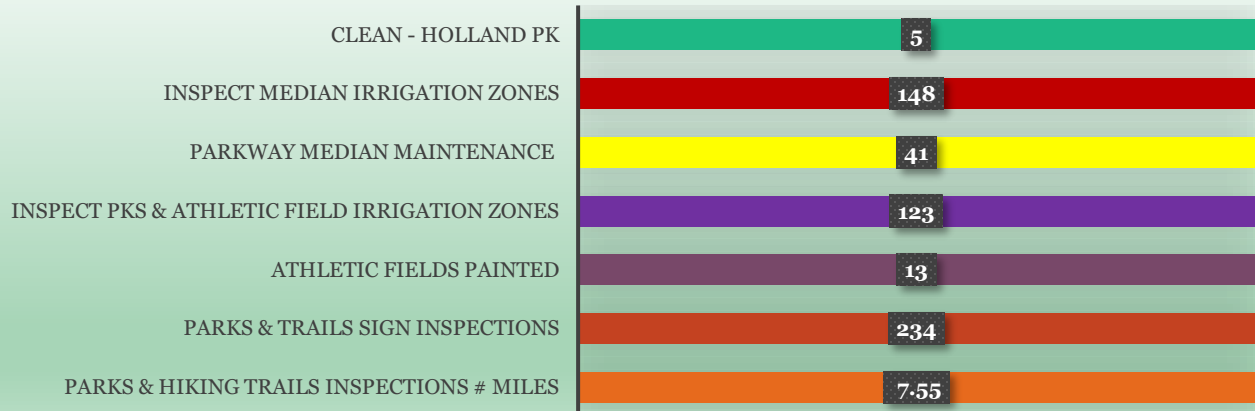 CLEAN - HOLLAND PK 5
INSPECT MEDIAN IRRIGATION ZONES 148
PARKWAY MEDIAN MAINTENANCE 41
INSPECT PKS & ATHLETIC FIELD IRRIGATION ZONES 123
ATHLETIC FIELDS PAINTED 13
PARKS & TRAILS SIGN INSPECTIONS 234
PARKS & HIKING TRAILS INSPECTIONS # MILES 7.55